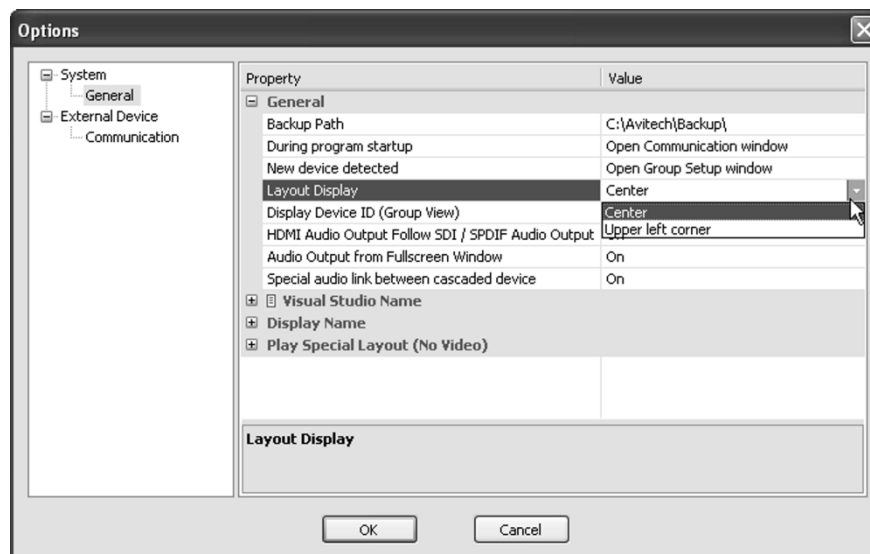 Options
System
General
External Device
Communication
Property Value
General
Backup Path C:\Avitech\Backup\
During program startup Open Communication window
New device detected Open Group Setup window
Layout Display Center
Display Device ID (Group View) Center
HDMI Audio Output Follow SDI / SPDIF Audio Output Upper left corner
Audio Output from Fullscreen Window On
Special audio link between cascaded device On
Visual Studio Name
Display Name
Play Special Layout (No Video)
Layout Display
OK Cancel